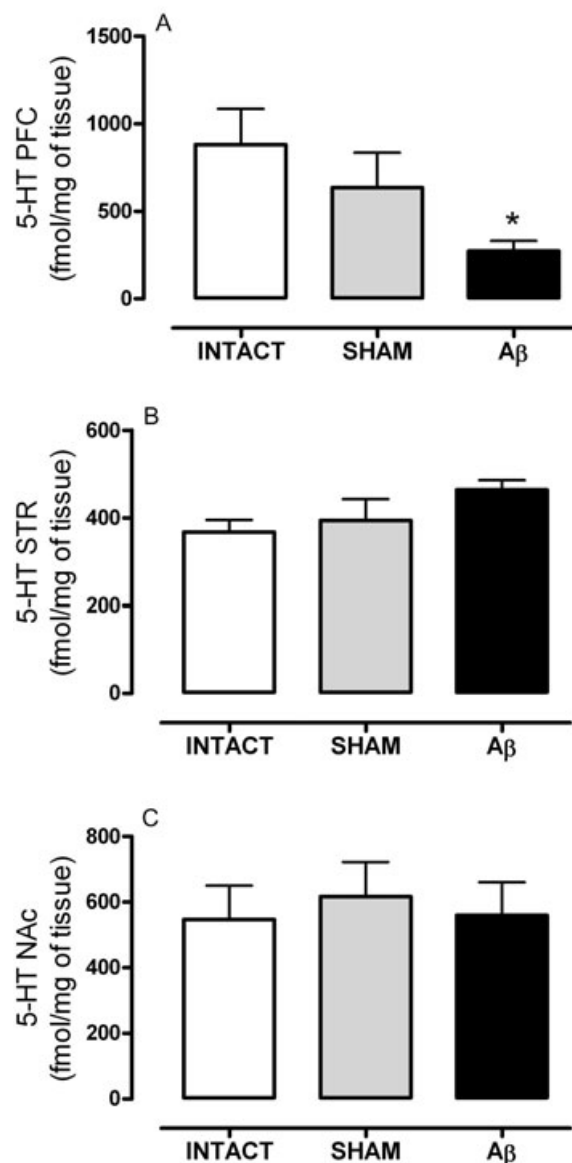 A
1500
1000
500
0
5-HT PFC
(fmol/mg of tissue)
*
INTACT SHAM Aβ
B
600
400
200
0
5-HT STR
(fmol/mg of tissue)
INTACT SHAM Aβ
C
800
600
400
200
0
5-HT NAc
(fmol/mg of tissue)
INTACT SHAM Aβ